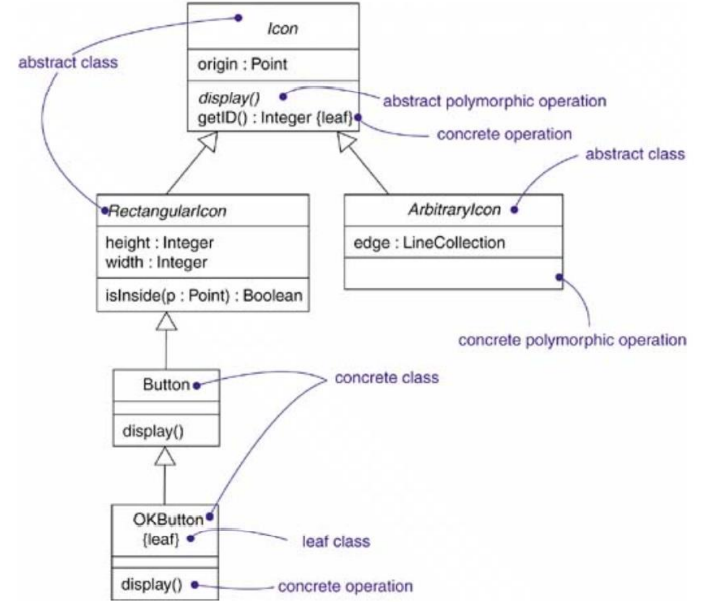 Icon
abstract class
origin : Point
display()
abstract polymorphic operation
getID() : Integer {leaf}
concrete operation
abstract class
RectangularIcon
ArbitraryIcon
height : Integer
width : Integer
edge : LineCollection
isInside(p : Point) : Boolean
concrete polymorphic operation
Button
concrete class
display()
OKButton
{leaf}
leaf class
display()
concrete operation